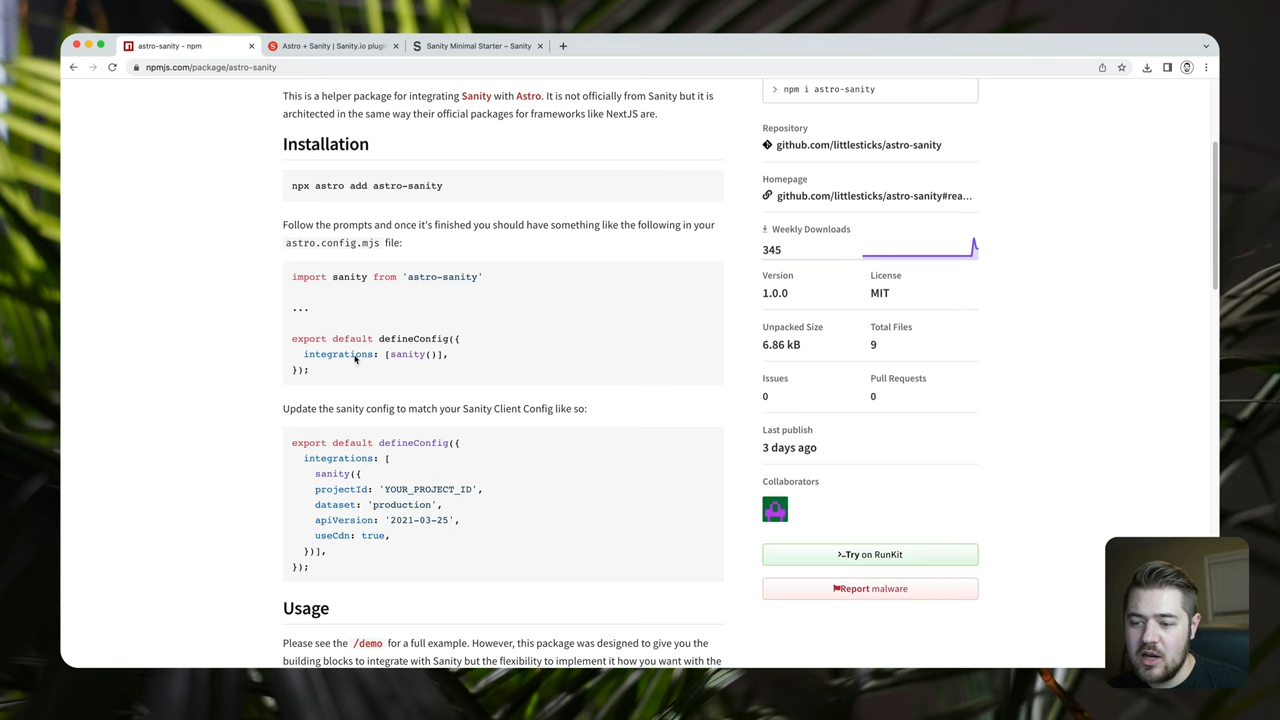 astro-sanity - npm
Astro + Sanity | Sanity.io plugin
Sanity Minimal Starter – Sanity
npmjs.com/package/astro-sanity
This is a helper package for integrating Sanity with Astro. It is not officially from Sanity but it is
architected in the same way their official packages for frameworks like NextJS are.
Installation
npx astro add astro-sanity
Follow the prompts and once it's finished you should have something like the following in your
astro.config.mjs file:
import sanity from 'astro-sanity'
...
export default defineConfig({
integrations: [sanity()],
});
Update the sanity config to match your Sanity Client Config like so:
export default defineConfig({
integrations: [
sanity({
projectId: 'YOUR_PROJECT_ID',
dataset: 'production',
apiVersion: '2021-03-25',
useCdn: true,
})],
});
Usage
Please see the /demo for a full example. However, this package was designed to give you the
building blocks to integrate with Sanity but the flexibility to implement it how you want with the
> npm i astro-sanity
Repository
github.com/littlesticks/astro-sanity
Homepage
github.com/littlesticks/astro-sanity#rea...
Weekly Downloads
345
Version
License
1.0.0
MIT
Unpacked Size
Total Files
6.86 kB
9
Issues
Pull Requests
0
0
Last publish
3 days ago
Collaborators
>-Try on RunKit
Report malware